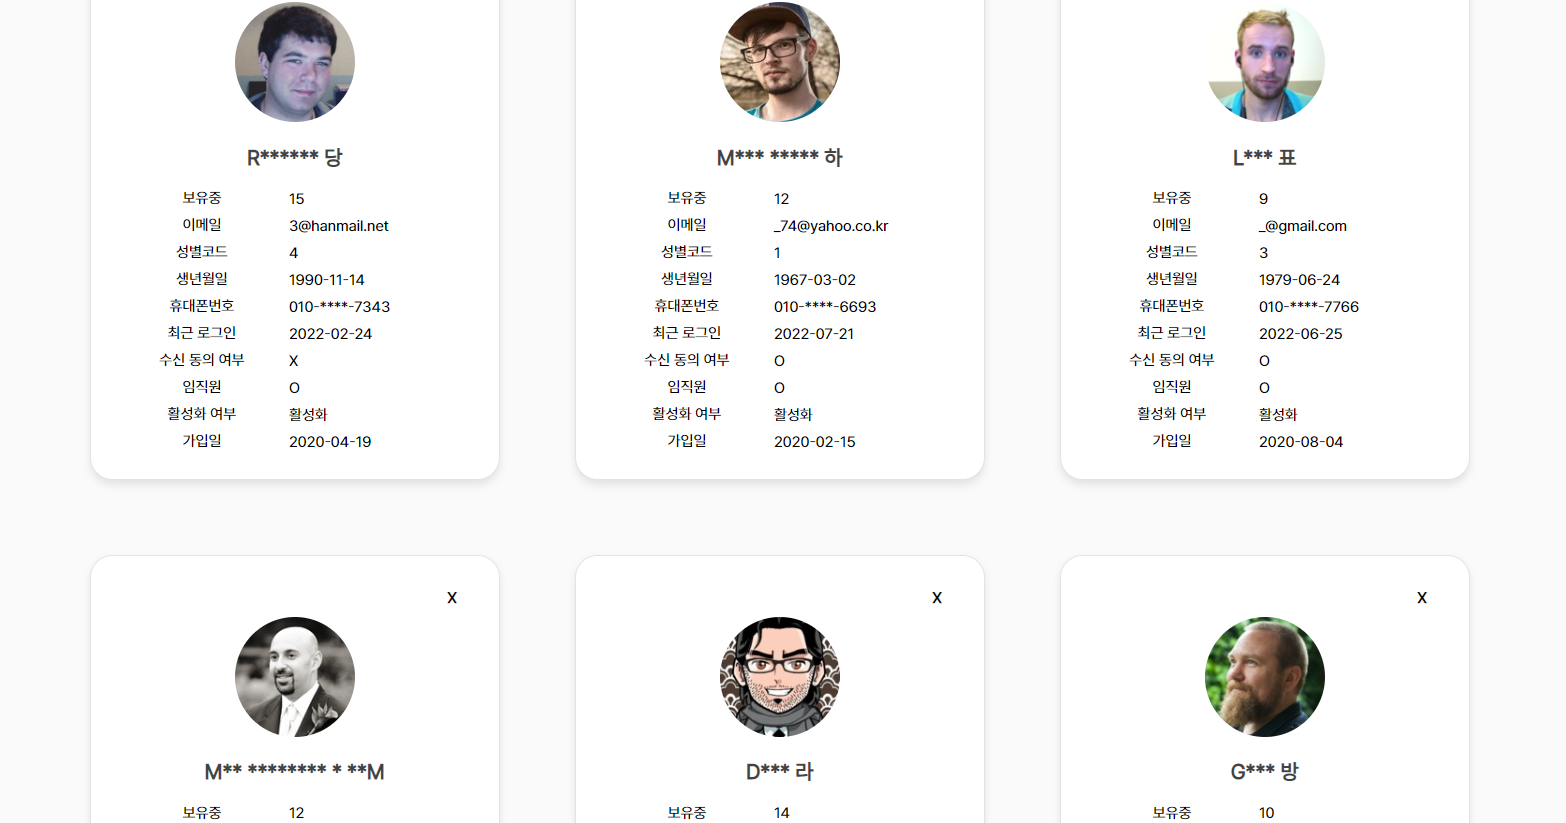 R****** 당
보유중 15
이메일 3@hanmail.net
성별코드 4
생년월일 1990-11-14
휴대폰번호 010-****-7343
최근 로그인 2022-02-24
수신 동의 여부 X
임직원 O
활성화 여부 활성화
가입일 2020-04-19
M*** ***** 하
보유중 12
이메일 _74@yahoo.co.kr
성별코드 1
생년월일 1967-03-02
휴대폰번호 010-****-6693
최근 로그인 2022-07-21
수신 동의 여부 O
임직원 O
활성화 여부 활성화
가입일 2020-02-15
L*** 표
보유중 9
이메일 _@gmail.com
성별코드 3
생년월일 1979-06-24
휴대폰번호 010-****-7766
최근 로그인 2022-06-25
수신 동의 여부 O
임직원 O
활성화 여부 활성화
가입일 2020-08-04
X
M** ******** * **M
보유중 12
X
D*** 라
보유중 14
X
G*** 방
보유중 10